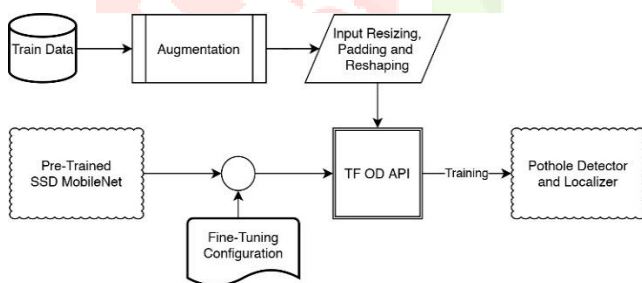 Train Data
Augmentation
Input Resizing,
Padding and
Reshaping
Pre-Trained
SSD MobileNet
TF OD API
Training
Pothole Detector
and Localizer
Fine-Tuning
Configuration